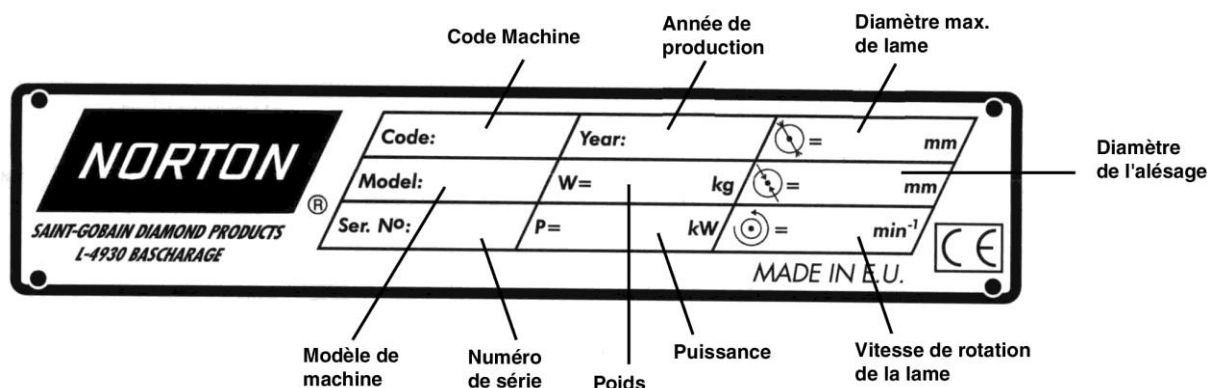 Code Machine
Année de
production
Diamètre max.
de lame
NORTON
®
SAINT-GOBAIN DIAMOND PRODUCTS
L-4930 BASCHARAGE
Code:
Year:
= mm
Model:
W= kg
= mm
Ser. Nº:
P= kW
= min⁻¹
MADE IN E.U.
CE
Diamètre
de l'alésage
Modèle de
machine
Numéro
de série
Poids
Puissance
Vitesse de rotation
de la lame